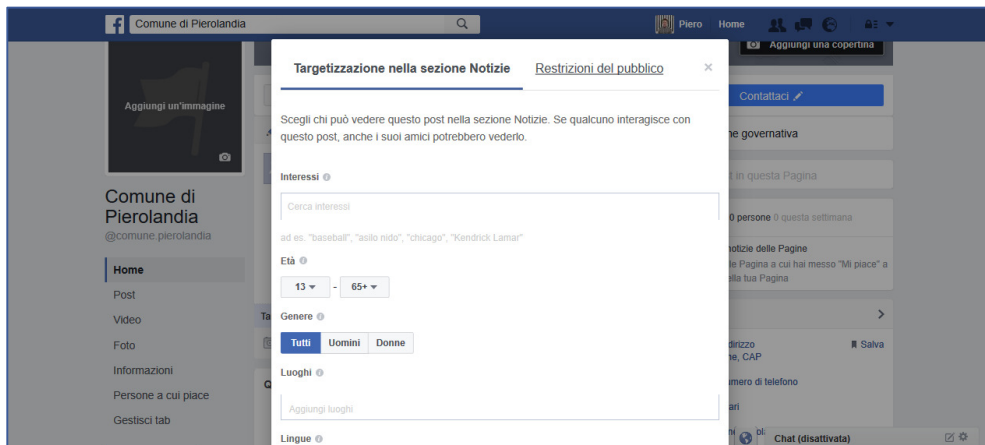 Comune di Pierolandia
Piero Home
Aggiungi una copertina
Aggiungi un'immagine
Comune di
Pierolandia
@comune.pierolandia
Home
Post
Video
Foto
Informazioni
Persone a cui piace
Gestisci tab
Targetizzazione nella sezione Notizie Restrizioni del pubblico ×
Scegli chi può vedere questo post nella sezione Notizie. Se qualcuno interagisce con
questo post, anche i suoi amici potrebbero vederlo.
Interessi
Cerca interessi
ad es. "baseball", "asilo nido", "chicago", "Kendrick Lamar"
Età
13 - 65+
Genere
Tutti Uomini Donne
Luoghi
Aggiungi luoghi
Lingue
Contattaci
governativa
in questa Pagina
0 persone 0 questa settimana
notizie delle Pagine
Pagina a cui hai messo "Mi piace" a
tua Pagina
Salva
CAP
di telefono
Chat (disattivata)